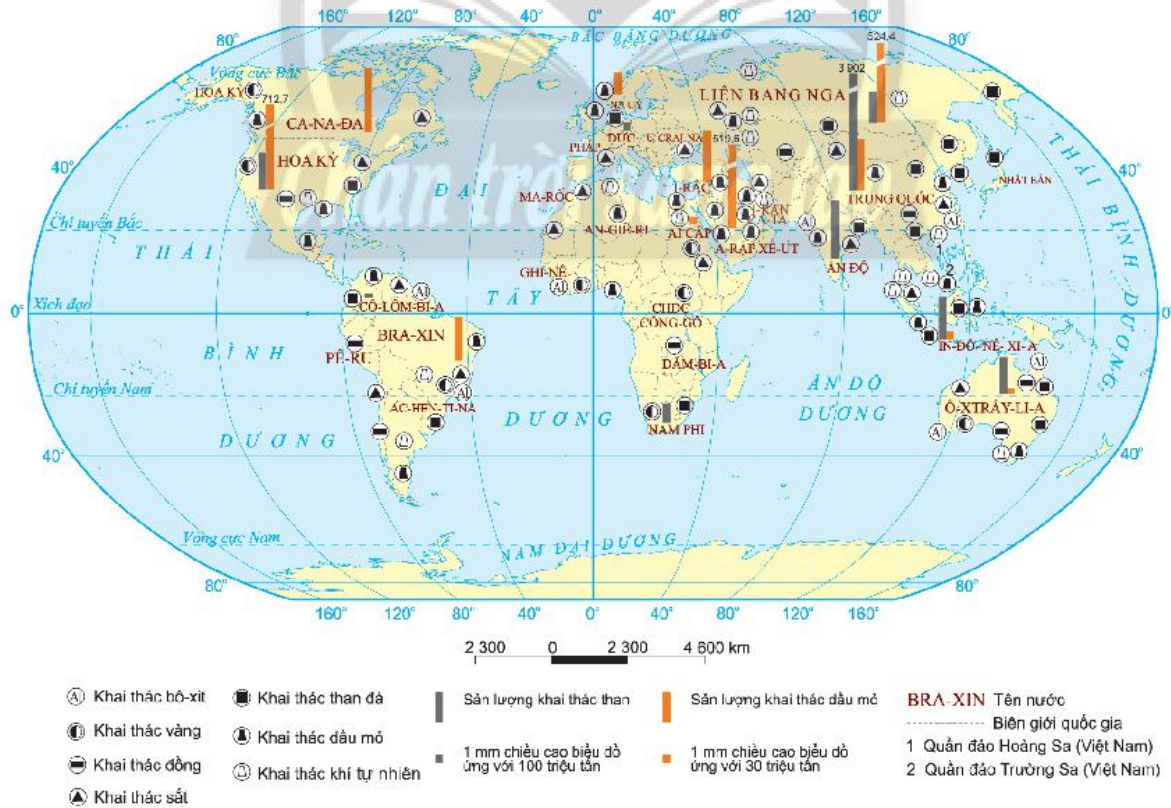 160° 120° 80° 40° 0° 40° 80° 120° 160°
80° BẮC BĂNG DƯƠNG 524,4 80°
Vòng cực Bắc 3 902
HOA KỲ 712,7 NA UY LIÊN BANG NGA
CA-NA-ĐA ĐỨC U-CRAI-NA 519,6
40° HOA KỲ PHÁP 40°
NHẬT BẢN
Quán trọ
ĐẠI MA-RỐC I-RẮC I-RAN TRUNG QUỐC
AN-GIÊ-RI AI CẬP
Chí tuyến Bắc A-RẬP XÊ-ÚT
THÁI ẤN ĐỘ THÁI BÌNH DƯƠNG
GHI-NÊ 1
TÂY 2
Xích đạo CÔ-LÔM-BI-A CHDC
0° CÔNG-GÔ 0°
BRA-XIN IN-ĐÔ-NÊ-XI-A
BÌNH PÊ-RU DĂM-BI-A
Chí tuyến Nam ẤN ĐỘ
ÁC-HEN-TI-NA DƯƠNG DƯƠNG Ô-XTRÂY-LI-A
DƯƠNG NAM PHI
40° 40°
Vòng cực Nam NAM ĐẠI DƯƠNG
80° 80°
160° 120° 80° 40° 0° 40° 80° 120° 160°
2 300 0 2 300 4 600 km
Al Khai thác bô-xit
Khai thác vàng
Khai thác đồng
Khai thác sắt
Khai thác than đá
Khai thác dầu mỏ
Khai thác khí tự nhiên
Sản lượng khai thác than
1 mm chiều cao biểu đồ
ứng với 100 triệu tấn
Sản lượng khai thác dầu mỏ
1 mm chiều cao biểu đồ
ứng với 30 triệu tấn
BRA-XIN Tên nước
Biên giới quốc gia
1 Quần đảo Hoàng Sa (Việt Nam)
2 Quần đảo Trường Sa (Việt Nam)